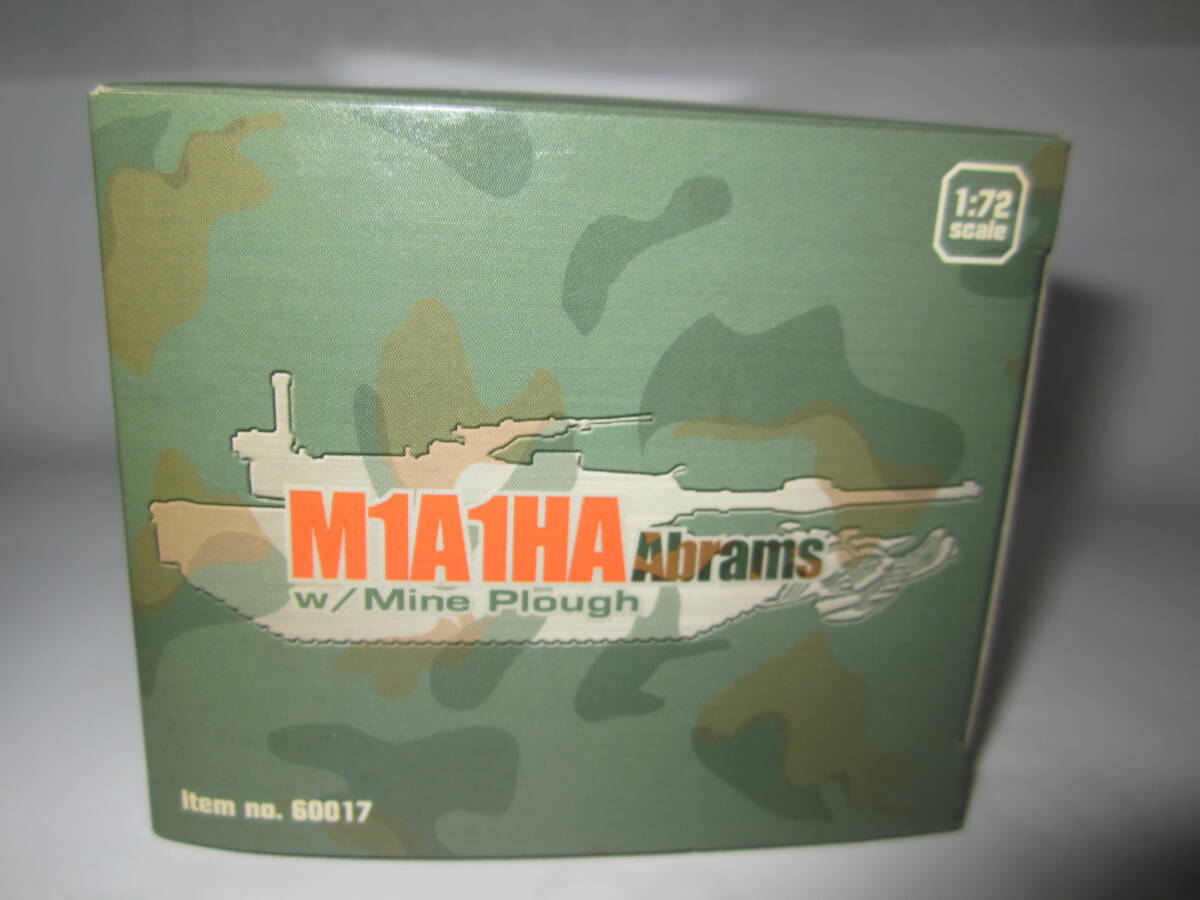 1:72
scale
M1A1HA Abrams
w/Mine Plough
Item no. 60017